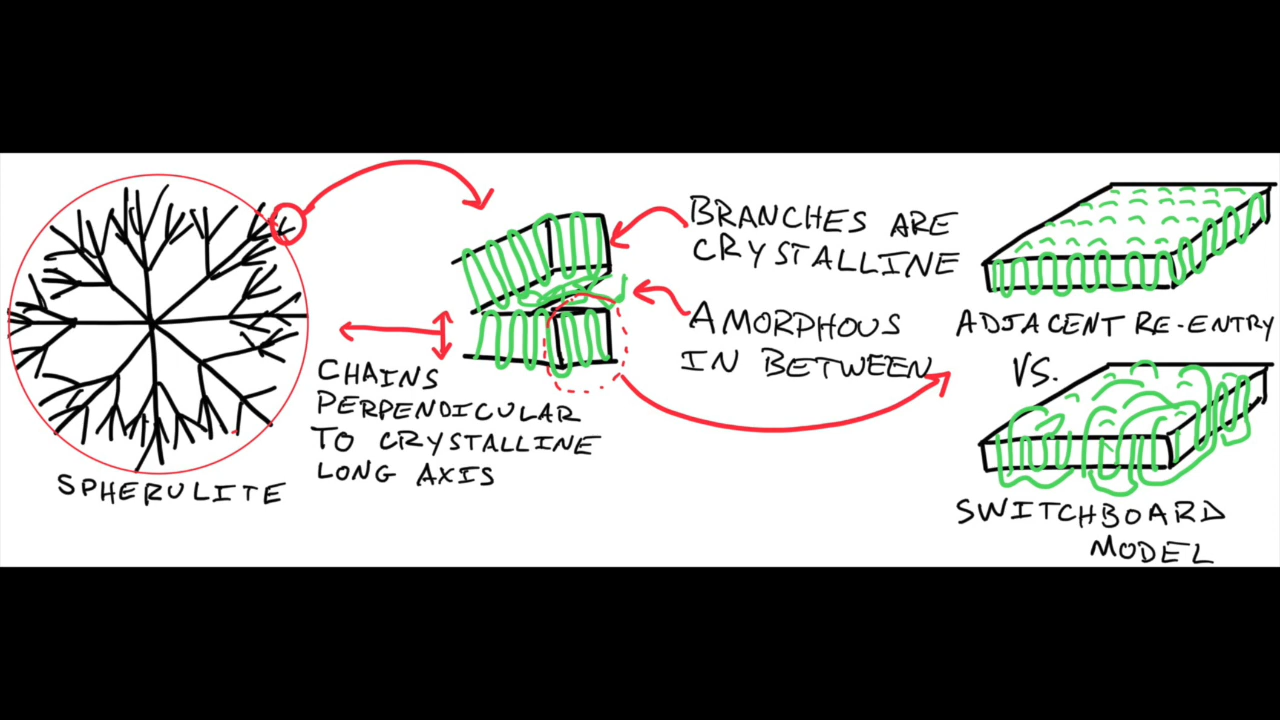 SPHERULITE
CHAINS
PERPENDICULAR
TO CRYSTALLINE
LONG AXIS
BRANCHES ARE
CRYSTALLINE
AMORPHOUS
IN BETWEEN
ADJACENT RE-ENTRY
VS.
SWITCHBOARD
MODEL